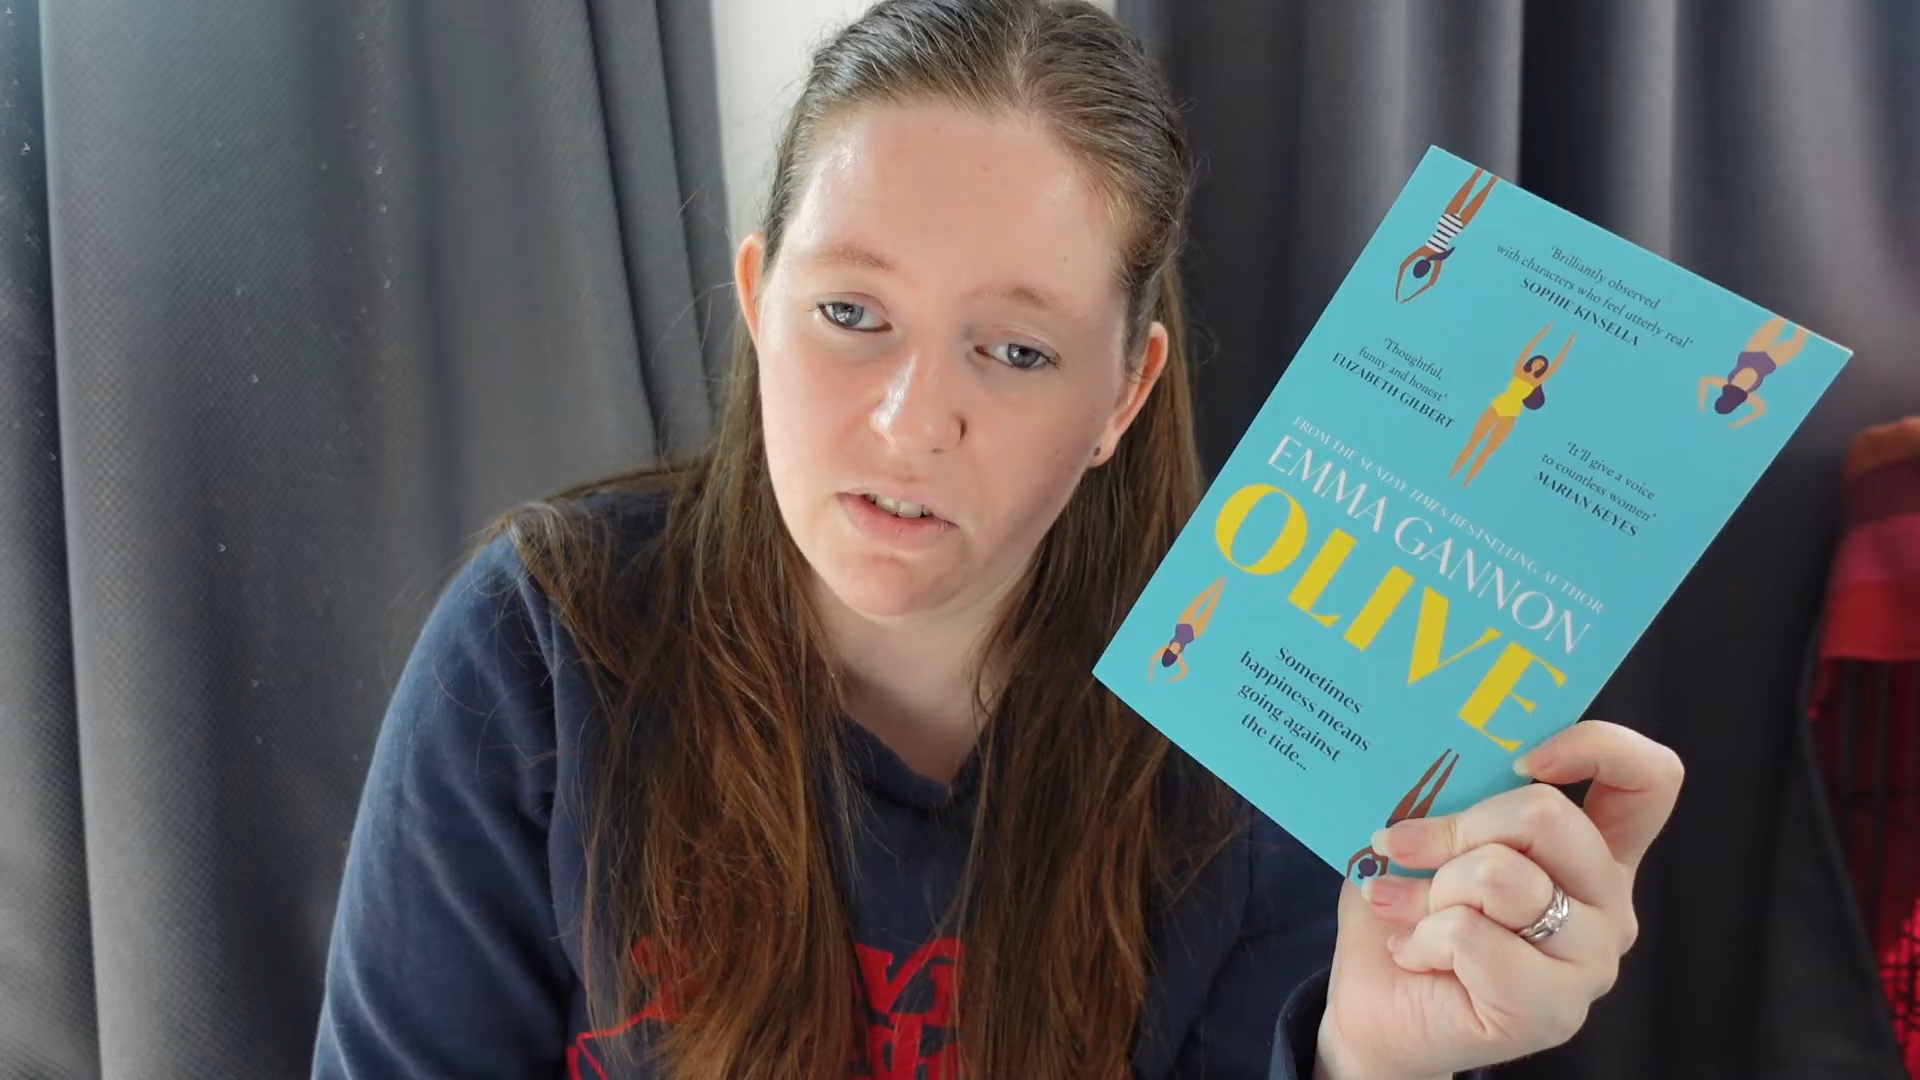 'Brilliantly observed
with characters who feel utterly real'
SOPHIE KINSELLA
'Thoughtful,
funny and honest'
ELIZABETH GILBERT
'It'll give a voice
to countless women'
MARIAN KEYES
FROM THE SUNDAY TIMES BESTSELLING AUTHOR
EMMA GANNON
OLIVE
Sometimes
happiness means
going against
the tide...